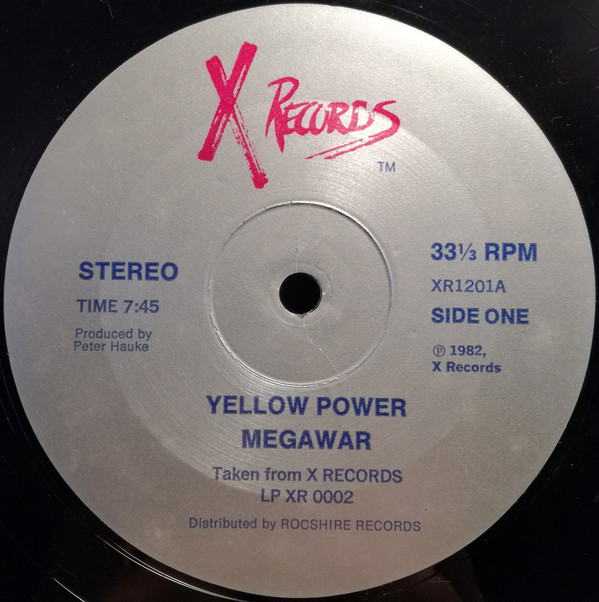 X RECORDS
TM
STEREO
TIME 7:45
Produced by
Peter Hauke
33⅓ RPM
XR1201A
SIDE ONE
℗ 1982,
X Records
YELLOW POWER
MEGAWAR
Taken from X RECORDS
LP XR 0002
Distributed by ROCSHIRE RECORDS